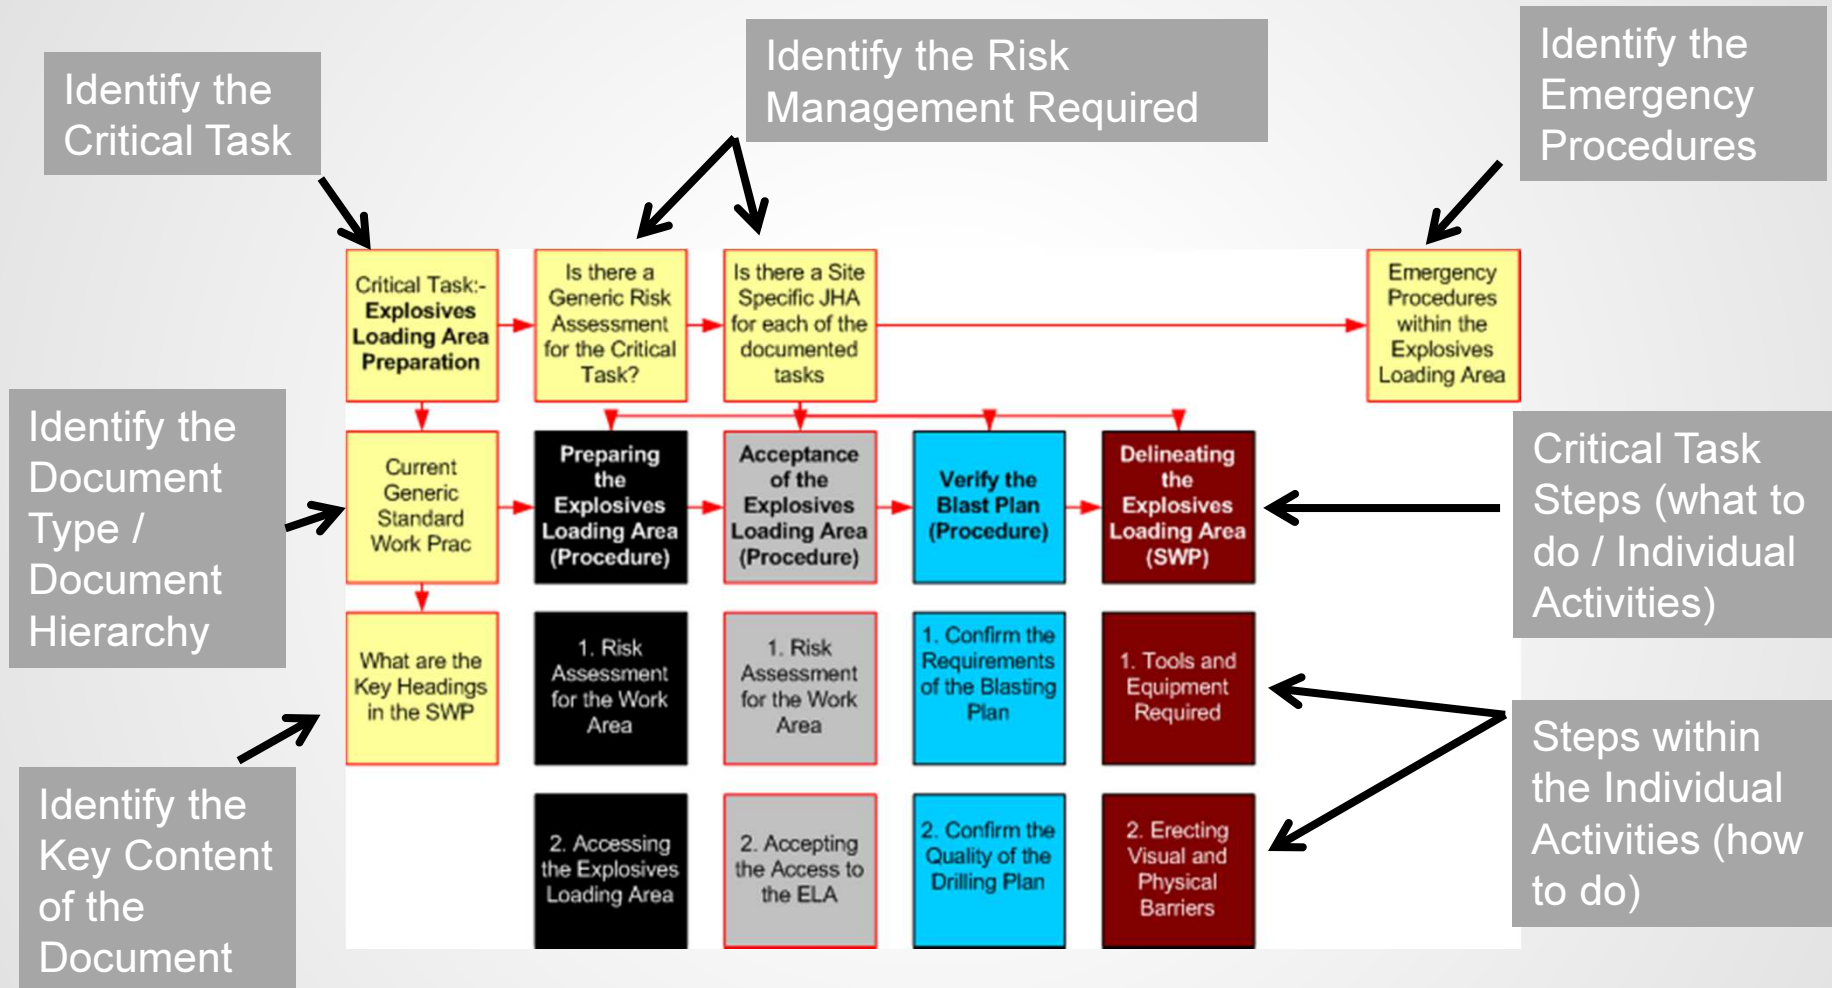 Identify the
Critical Task
Identify the Risk
Management Required
Identify the
Emergency
Procedures
Critical Task:-
Explosives
Loading Area
Preparation
Is there a
Generic Risk
Assessment
for the Critical
Task?
Is there a Site
Specific JHA
for each of the
documented
tasks
Emergency
Procedures
within the
Explosives
Loading Area
Identify the
Document
Type /
Document
Hierarchy
Current
Generic
Standard
Work Prac
Preparing
the
Explosives
Loading Area
(Procedure)
Acceptance
of the
Explosives
Loading Area
(Procedure)
Verify the
Blast Plan
(Procedure)
Delineating
the
Explosives
Loading Area
(SWP)
Critical Task
Steps (what to
do / Individual
Activities)
What are the
Key Headings
in the SWP
1. Risk
Assessment
for the Work
Area
1. Risk
Assessment
for the Work
Area
1. Confirm the
Requirements
of the Blasting
Plan
1. Tools and
Equipment
Required
Steps within
the Individual
Activities (how
to do)
Identify the
Key Content
of the
Document
2. Accessing
the Explosives
Loading Area
2. Accepting
the Access to
the ELA
2. Confirm the
Quality of the
Drilling Plan
2. Erecting
Visual and
Physical
Barriers